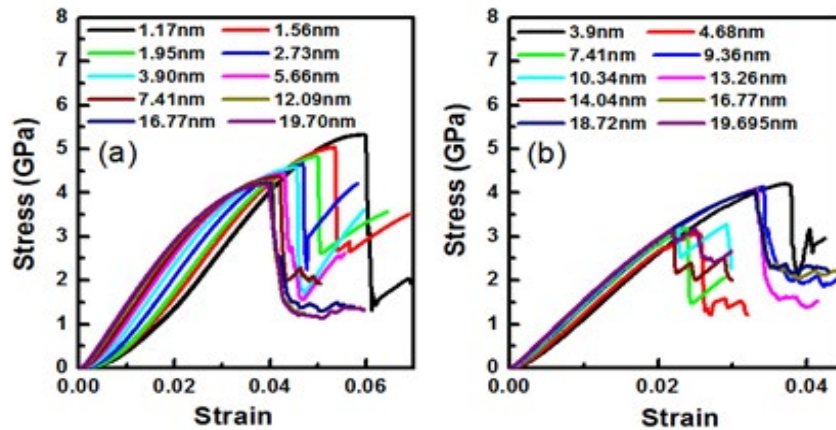 8
7
6
5
4
3
2
1
0
Stress (GPa)
1.17nm 1.56nm
1.95nm 2.73nm
3.90nm 5.66nm
7.41nm 12.09nm
16.77nm 19.70nm
(a)
0.00 0.02 0.04 0.06
Strain
8
7
6
5
4
3
2
1
0
Stress (GPa)
3.9nm 4.68nm
7.41nm 9.36nm
10.34nm 13.26nm
14.04nm 16.77nm
18.72nm 19.695nm
(b)
0.00 0.02 0.04
Strain